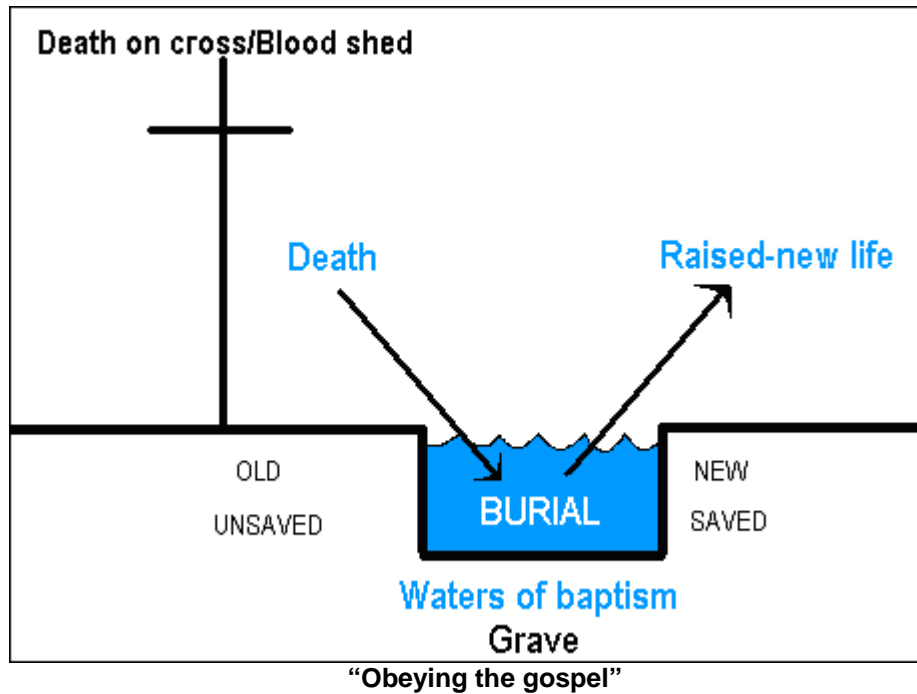 Death on cross/Blood shed
Death
Raised-new life
OLD
UNSAVED
BURIAL
NEW
SAVED
Waters of baptism
Grave
“Obeying the gospel”